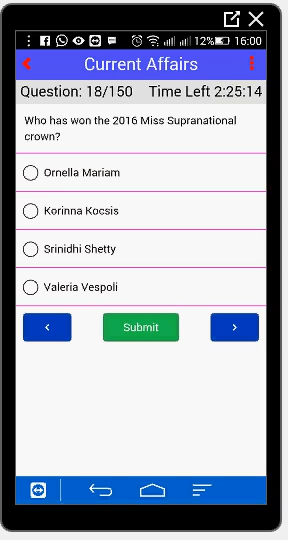 12% 16:00
Current Affairs
Question: 18/150 Time Left 2:25:14
Who has won the 2016 Miss Supranational
crown?
Ornella Mariam
Korinna Kocsis
Srinidhi Shetty
Valeria Vespoli
< Submit >